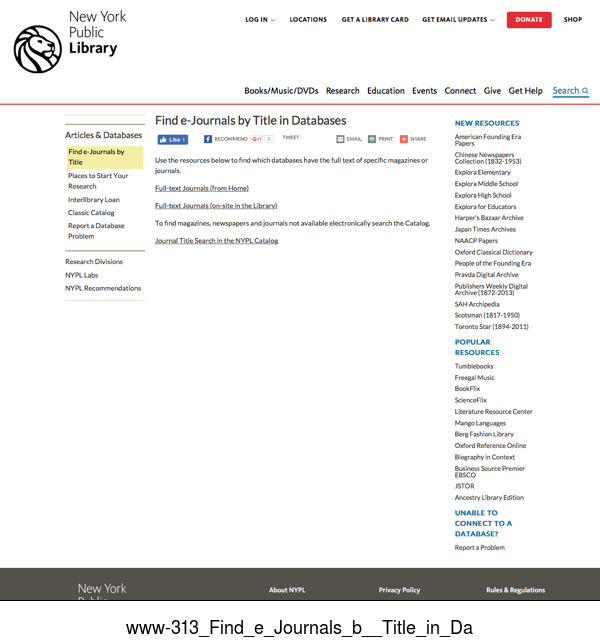 New York
Public
Library
LOG IN
LOCATIONS
GET A LIBRARY CARD
GET EMAIL UPDATES
DONATE
SHOP
Books/Music/DVDs
Research
Education
Events
Connect
Give
Get Help
Search
Articles & Databases
Find e-Journals by
Title
Places to Start Your
Research
Interlibrary Loan
Classic Catalog
Report a Database
Problem
Research Divisions
NYPL Labs
NYPL Recommendations
Find e-Journals by Title in Databases
Like 1
RECOMMEND
G+1 0
TWEET
EMAIL
PRINT
SHARE
Use the resources below to find which databases have the full text of specific magazines or
journals.
Full-text Journals (from Home)
Full-text Journals (on-site in the Library)
To find magazines, newspapers and journals not available electronically search the Catalog.
Journal Title Search in the NYPL Catalog
NEW RESOURCES
American Founding Era
Papers
Chinese Newspapers
Collection (1832-1953)
Explora Elementary
Explora Middle School
Explora High School
Explora for Educators
Harper's Bazaar Archive
Japan Times Archives
NAACP Papers
Oxford Classical Dictionary
People of the Founding Era
Pravda Digital Archive
Publishers Weekly Digital
Archive (1872-2013)
SAH Archipedia
Scotsman (1817-1950)
Toronto Star (1894-2011)
POPULAR
RESOURCES
Tumblebooks
Freegal Music
BookFlix
ScienceFlix
Literature Resource Center
Mango Languages
Berg Fashion Library
Oxford Reference Online
Biography in Context
Business Source Premier
EBSCO
JSTOR
Ancestry Library Edition
UNABLE TO
CONNECT TO A
DATABASE?
Report a Problem
New York
Public
About NYPL
Privacy Policy
Rules & Regulations
www-313_Find_e_Journals_b__Title_in_Da